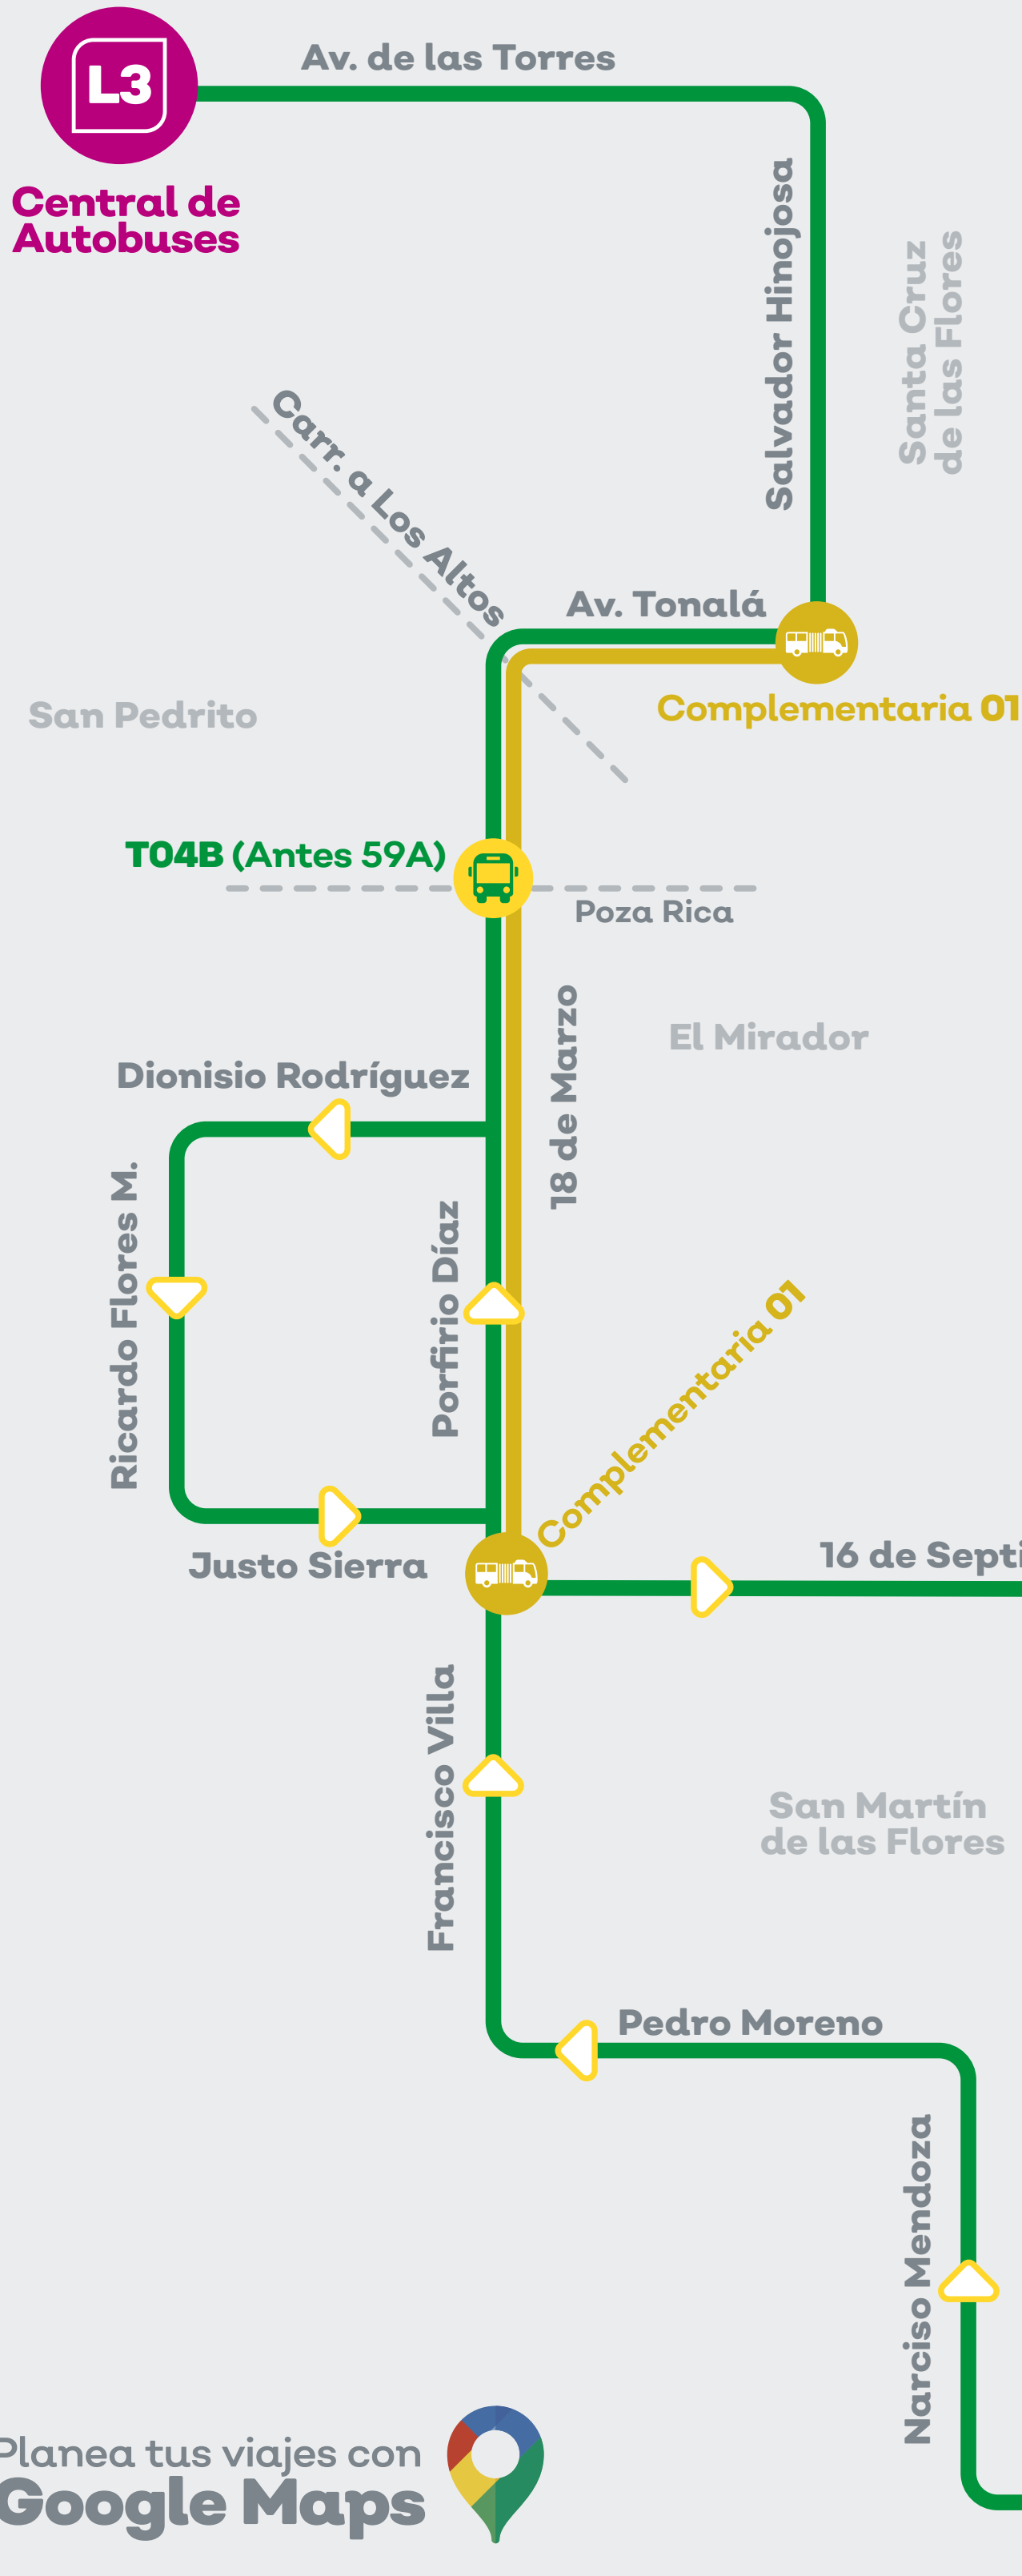 L3
Av. de las Torres
Central de
Autobuses
Salvador Hinojosa
Santa Cruz
de las Flores
Carr. a Los Altos
Av. Tonalá
San Pedrito
Complementaria 01
T04B (Antes 59A)
Poza Rica
18 de Marzo
El Mirador
Dionisio Rodríguez
Ricardo Flores M.
Porfirio Díaz
Complementaria 01
Justo Sierra
16 de Septi
Francisco Villa
San Martín
de las Flores
Pedro Moreno
Narciso Mendoza
Planea tus viajes con
Google Maps